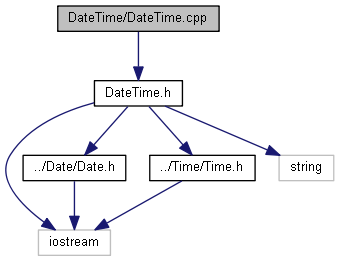 DateTime/DateTime.cpp
DateTime.h
../Date/Date.h
../Time/Time.h
string
iostream